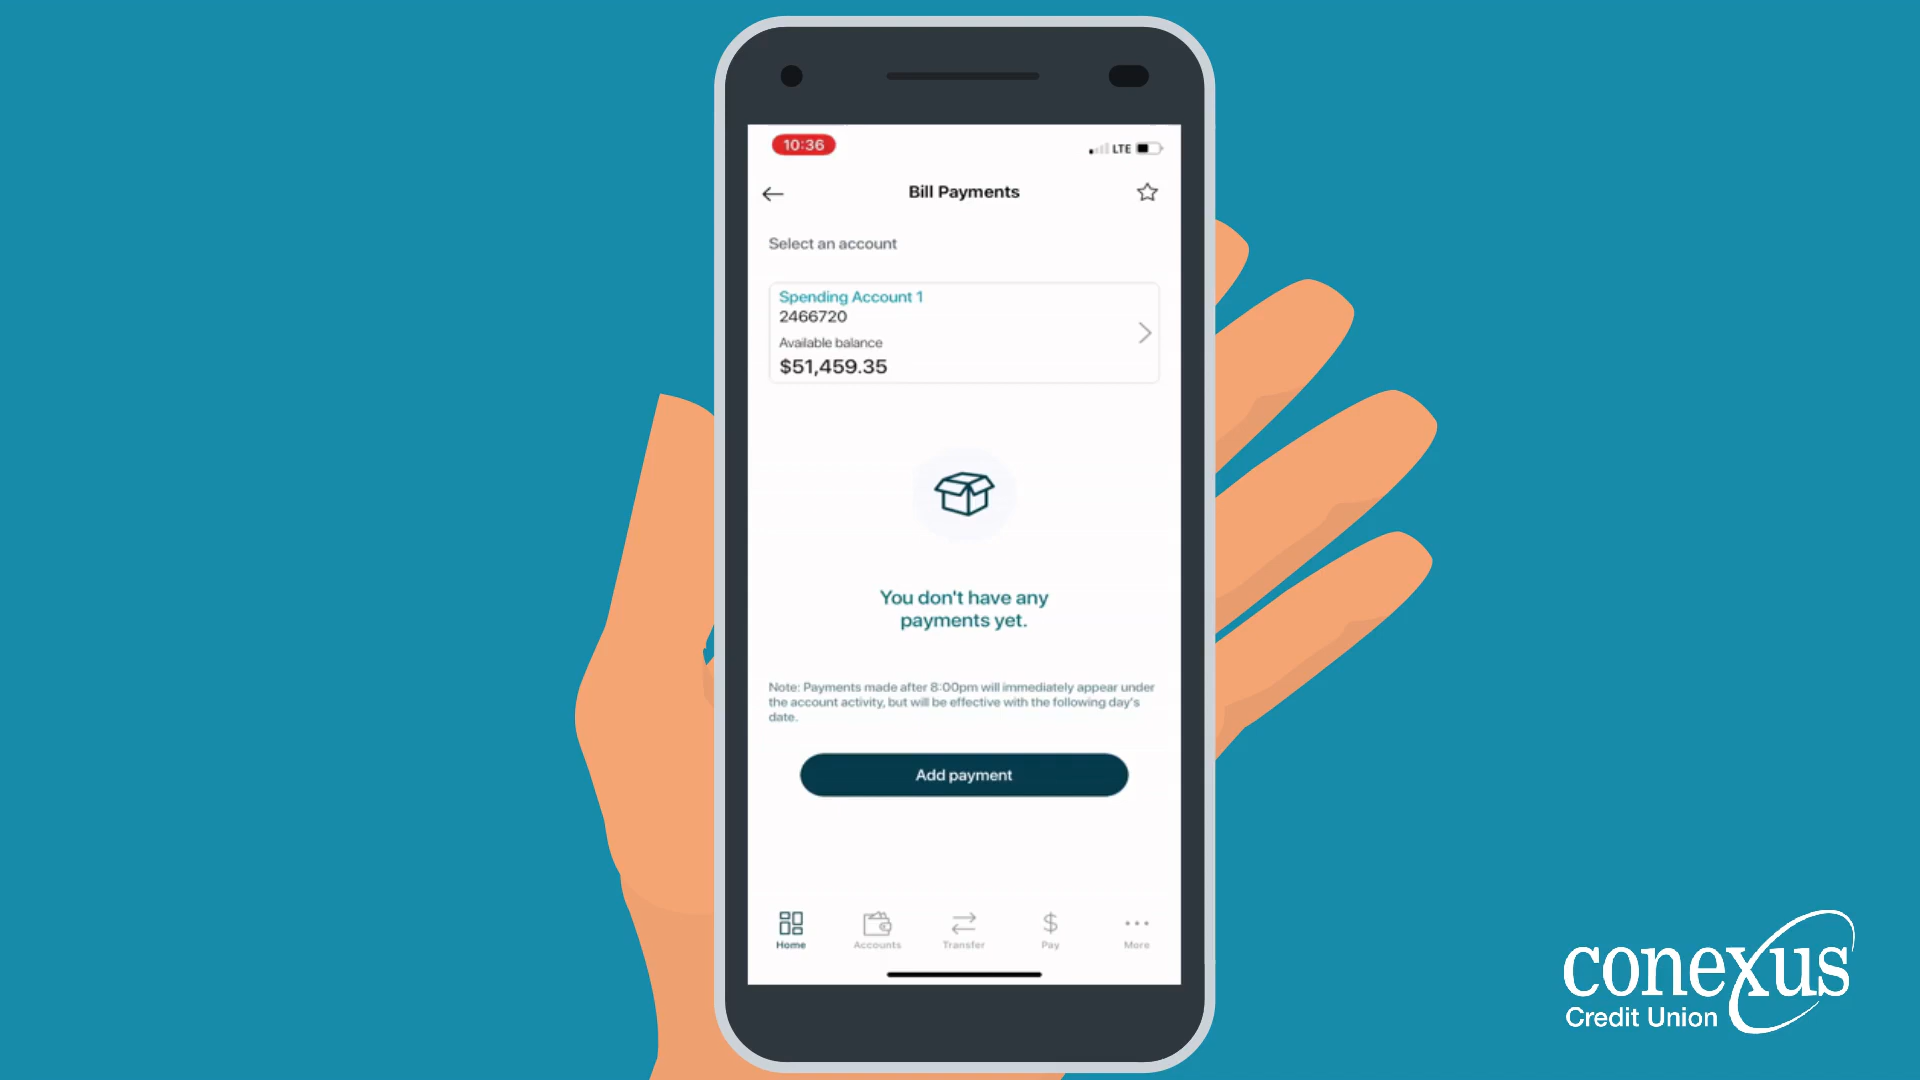 10:36
LTE
Bill Payments
Select an account
Spending Account 1
2466720
Available balance
$51,459.35
You don't have any
payments yet.
Note: Payments made after 8:00pm will immediately appear under
the account activity, but will be effective with the following day's
date.
Add payment
Home
Accounts
Transfer
Pay
More
conexus
Credit Union